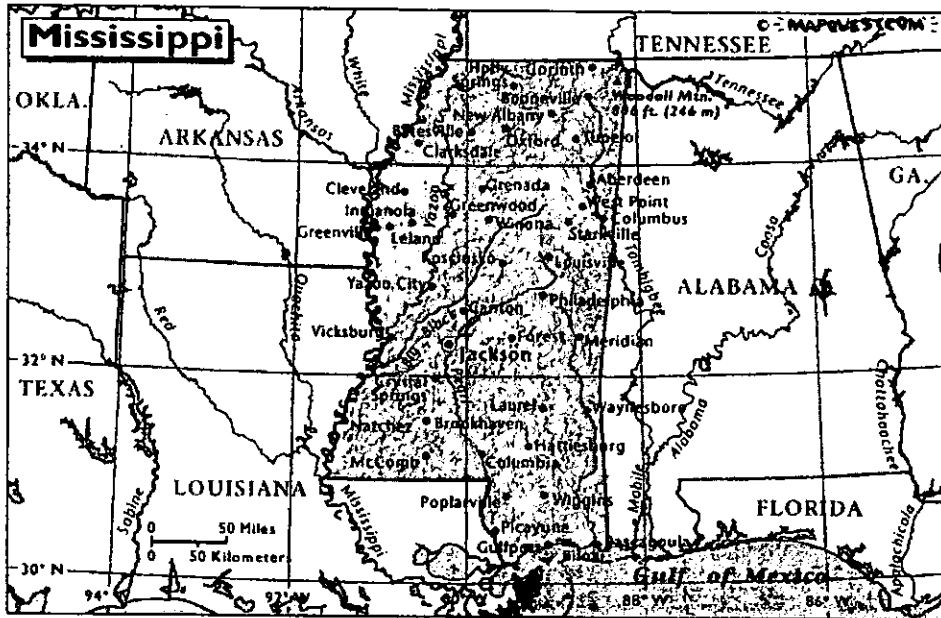 Mississippi
© MAPQUEST.COM
TENNESSEE
OKLA.
ARKANSAS
White
Mississippi
Arkansas
Holly Springs
Corinth
Booneville
Woodall Mtn.
806 ft. (246 m)
Tennessee
New Albany
Batesville
Oxford
Tupelo
Clarksdale
34° N
GA.
Cleveland
Grenada
Aberdeen
Yazoo
Indianola
Greenwood
West Point
Columbus
Greenville
Leland
Winona
Starkville
Coosa
Kosciusko
Louisville
Tombigbee
ALABAMA
Yazoo City
Philadelphia
Ouachita
Red
Vicksburg
Big Black
Canton
Forest
Meridian
Jackson
32° N
TEXAS
Crystal Springs
Pearl
Laurel
Waynesboro
Natchez
Brookhaven
Alabama
Chattahoochee
Hattiesburg
McComb
Columbia
LOUISIANA
Mississippi
Sabine
Poplarville
Wiggins
Mobile
FLORIDA
0 50 Miles
0 50 Kilometers
Picayune
Gulfport
Biloxi
Pascagoula
Gulf of Mexico
Appalachicola
30° N
94°
92° W
88° W
86° W